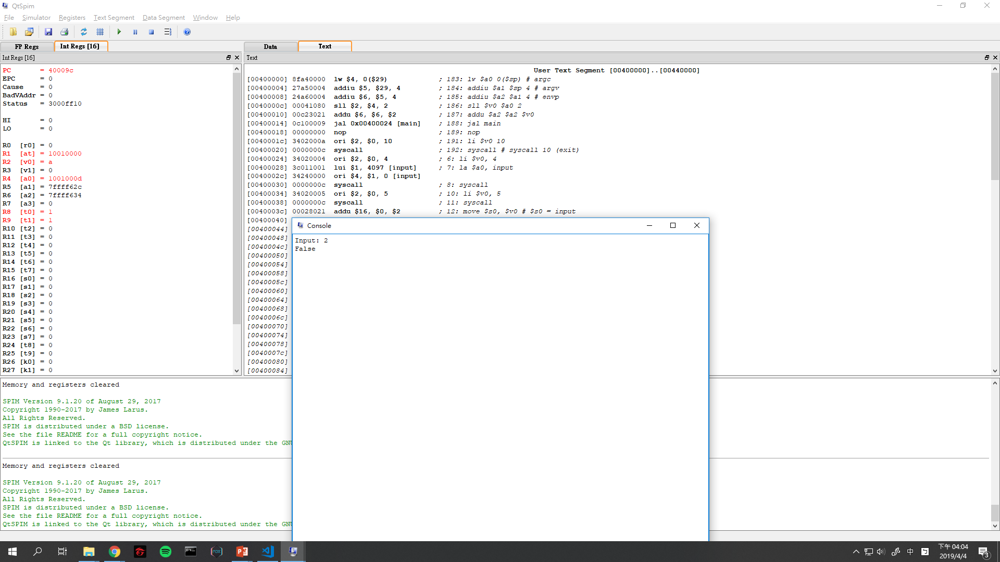 QtSpim
File Simulator Registers Text Segment Data Segment Window Help
FP Regs Int Regs [16] Data Text
Int Regs [16]
PC = 40009c
EPC = 0
Cause = 0
BadVAddr = 0
Status = 3000ff10
HI = 0
LO = 0
R0 [r0] = 0
R1 [at] = 10010000
R2 [v0] = a
R3 [v1] = 0
R4 [a0] = 1001000d
R5 [a1] = 7ffff62c
R6 [a2] = 7ffff634
R7 [a3] = 0
R8 [t0] = 1
R9 [t1] = 1
R10 [t2] = 0
R11 [t3] = 0
R12 [t4] = 0
R13 [t5] = 0
R14 [t6] = 0
R15 [t7] = 0
R16 [s0] = 0
R17 [s1] = 0
R18 [s2] = 0
R19 [s3] = 0
R20 [s4] = 0
R21 [s5] = 0
R22 [s6] = 0
R23 [s7] = 0
R24 [t8] = 0
R25 [t9] = 0
R26 [k0] = 0
R27 [k1] = 0
Text
User Text Segment [00400000]..[00440000]
[00400000] 8fa40000 lw $4, 0($29) ; 183: lw $a0 0($sp) # argc
[00400004] 27a50004 addiu $5, $29, 4 ; 184: addiu $a1 $sp 4 # argv
[00400008] 24a60004 addiu $6, $5, 4 ; 185: addiu $a2 $a1 4 # envp
[0040000c] 00041080 sll $2, $4, 2 ; 186: sll $v0 $a0 2
[00400010] 00c23021 addu $6, $6, $2 ; 187: addu $a2 $a2 $v0
[00400014] 0c100009 jal 0x00400024 [main] ; 188: jal main
[00400018] 00000000 nop ; 189: nop
[0040001c] 3402000a ori $2, $0, 10 ; 191: li $v0 10
[00400020] 0000000c syscall ; 192: syscall # syscall 10 (exit)
[00400024] 34020004 ori $2, $0, 4 ; 6: li $v0, 4
[00400028] 3c011001 lui $1, 4097 [input] ; 7: la $a0, input
[0040002c] 34240000 ori $4, $1, 0 [input]
[00400030] 0000000c syscall ; 8: syscall
[00400034] 34020005 ori $2, $0, 5 ; 10: li $v0, 5
[00400038] 0000000c syscall ; 11: syscall
[0040003c] 00028021 addu $16, $0, $2 ; 12: move $s0, $v0 # $s0 = input
[00400040]
[00400044]
[00400048]
[0040004c]
[00400050]
[00400054]
[00400058]
[0040005c]
[00400060]
[00400064]
[00400068]
[0040006c]
[00400070]
[00400074]
[00400078]
[0040007c]
[00400080]
[00400084]
Console
Input: 2
False
Memory and registers cleared
SPIM Version 9.1.20 of August 29, 2017
Copyright 1990-2017 by James Larus.
All Rights Reserved.
SPIM is distributed under a BSD license.
See the file README for a full copyright notice.
QtSPIM is linked to the Qt library, which is distributed under the GNU
Memory and registers cleared
SPIM Version 9.1.20 of August 29, 2017
Copyright 1990-2017 by James Larus.
All Rights Reserved.
SPIM is distributed under a BSD license.
See the file README for a full copyright notice.
QtSPIM is linked to the Qt library, which is distributed under the GNU
中
下午 04:04
2019/4/4
3